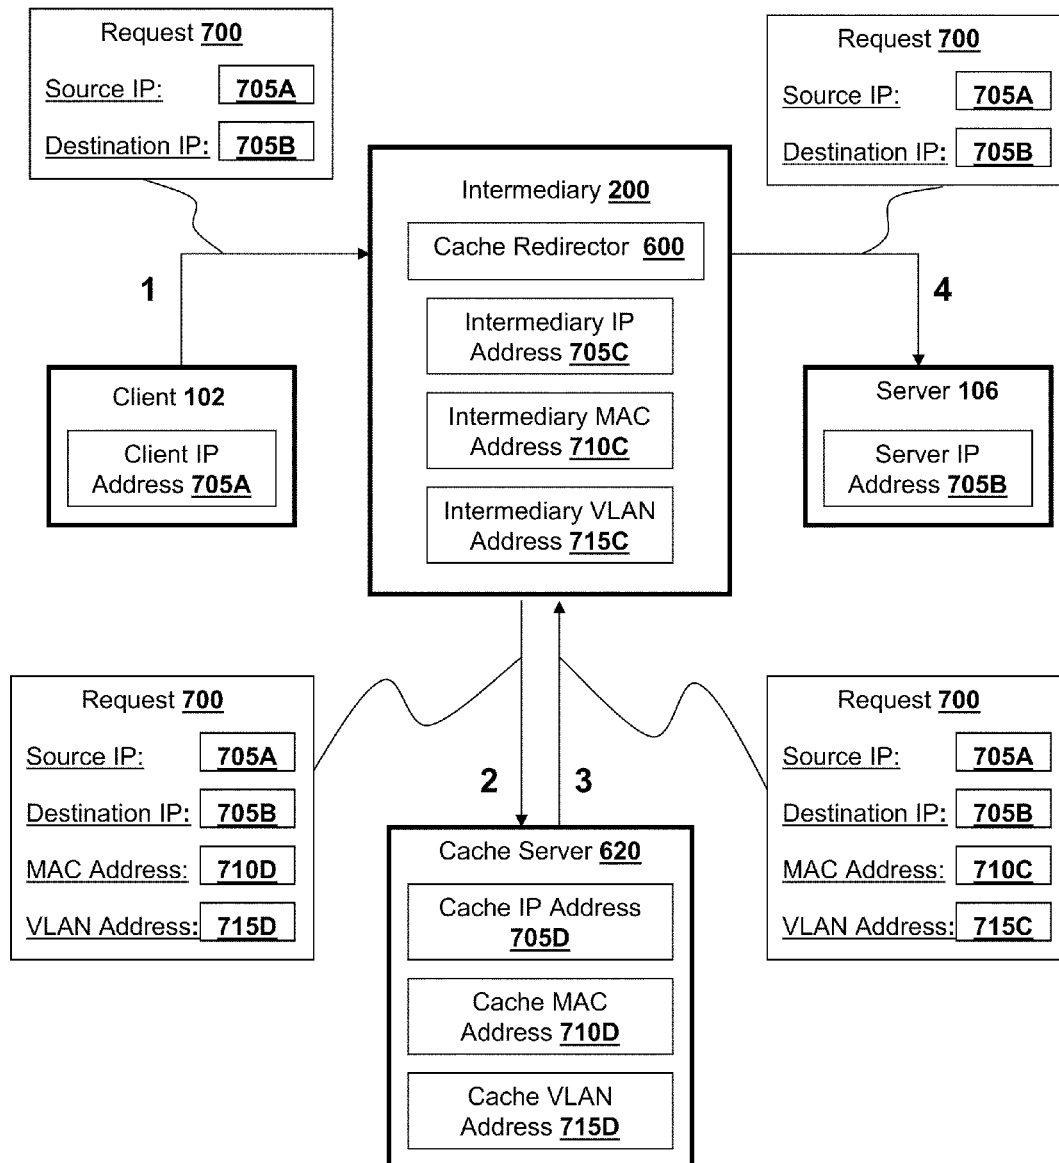 Request 700
Source IP: 705A
Destination IP: 705B
Request 700
Source IP: 705A
Destination IP: 705B
Intermediary 200
Cache Redirector 600
Intermediary IP
Address 705C
Intermediary MAC
Address 710C
Intermediary VLAN
Address 715C
1
4
Client 102
Client IP
Address 705A
Server 106
Server IP
Address 705B
Request 700
Source IP: 705A
Destination IP: 705B
MAC Address: 710D
VLAN Address: 715D
2
3
Request 700
Source IP: 705A
Destination IP: 705B
MAC Address: 710C
VLAN Address: 715C
Cache Server 620
Cache IP Address
705D
Cache MAC
Address 710D
Cache VLAN
Address 715D